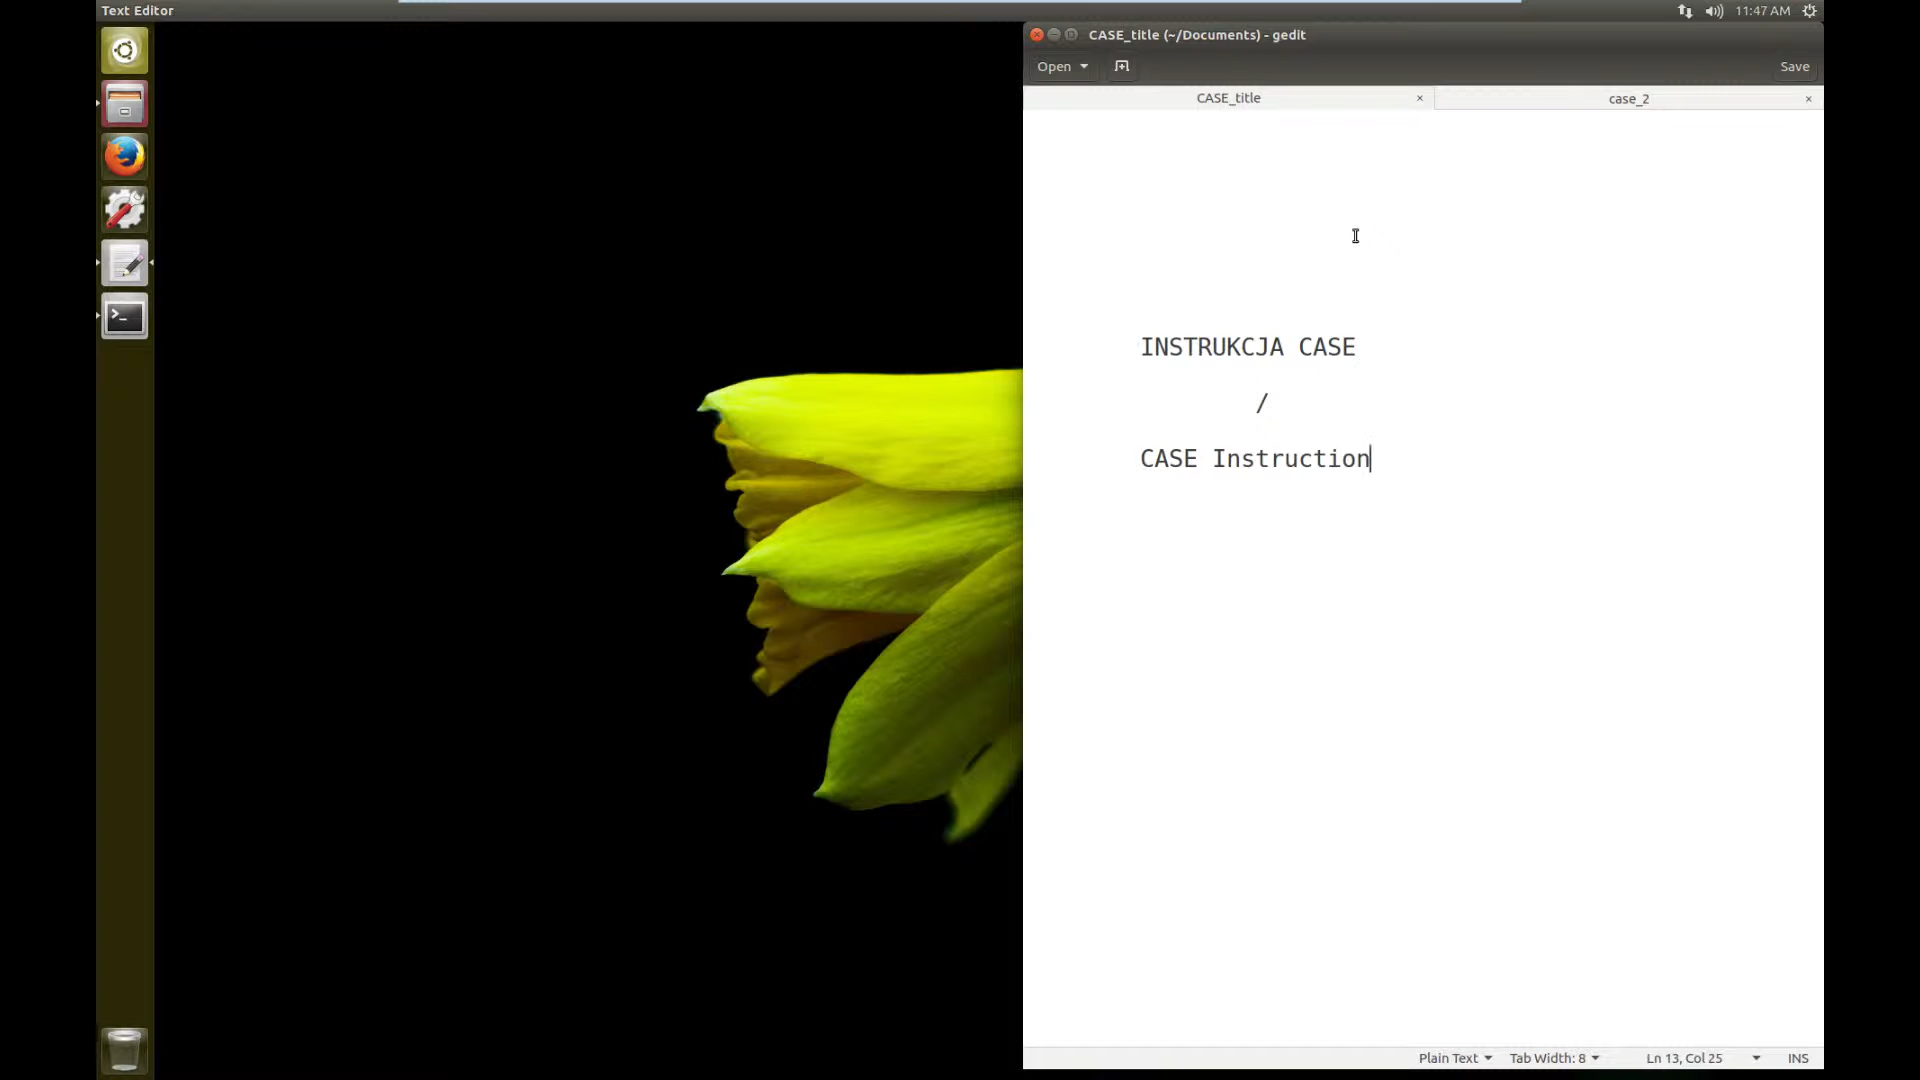 Text Editor
11:47 AM
CASE_title (~/Documents) - gedit
Open
Save
CASE_title
case_2
INSTRUKCJA CASE
/
CASE Instruction
Plain Text
Tab Width: 8
Ln 13, Col 25
INS